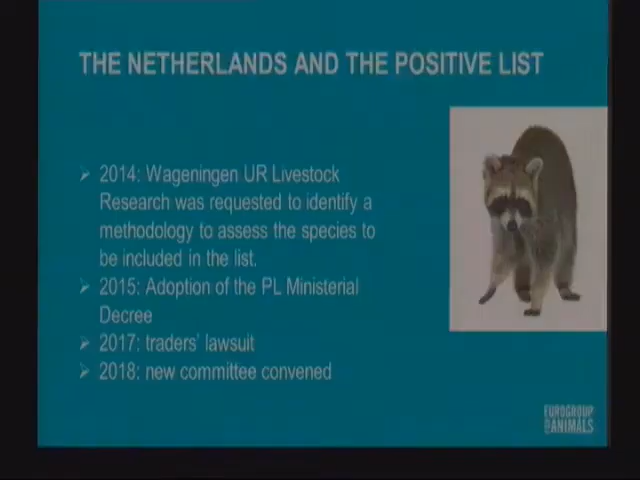 THE NETHERLANDS AND THE POSITIVE LIST
➢ 2014: Wageningen UR Livestock
Research was requested to identify a
methodology to assess the species to
be included in the list.
➢ 2015: Adoption of the PL Ministerial
Decree
➢ 2017: traders' lawsuit
➢ 2018: new committee convened
EUROGROUP
FOR ANIMALS